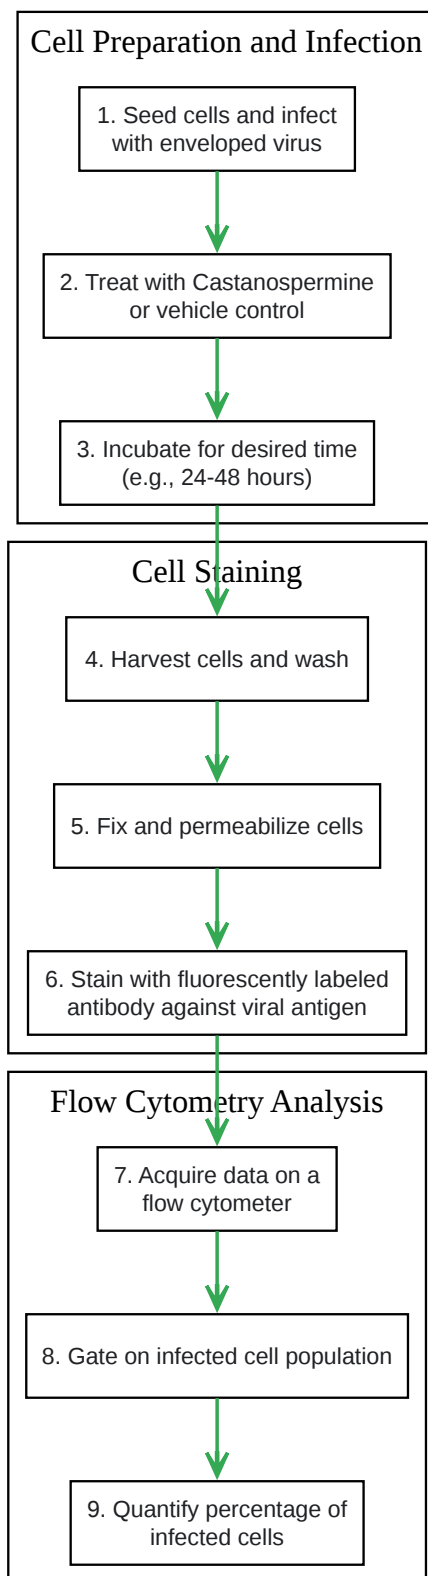 Cell Preparation and Infection
1. Seed cells and infect
with enveloped virus
2. Treat with Castanospermine
or vehicle control
3. Incubate for desired time
(e.g., 24-48 hours)
Cell Staining
4. Harvest cells and wash
5. Fix and permeabilize cells
6. Stain with fluorescently labeled
antibody against viral antigen
Flow Cytometry Analysis
7. Acquire data on a
flow cytometer
8. Gate on infected cell population
9. Quantify percentage of
infected cells